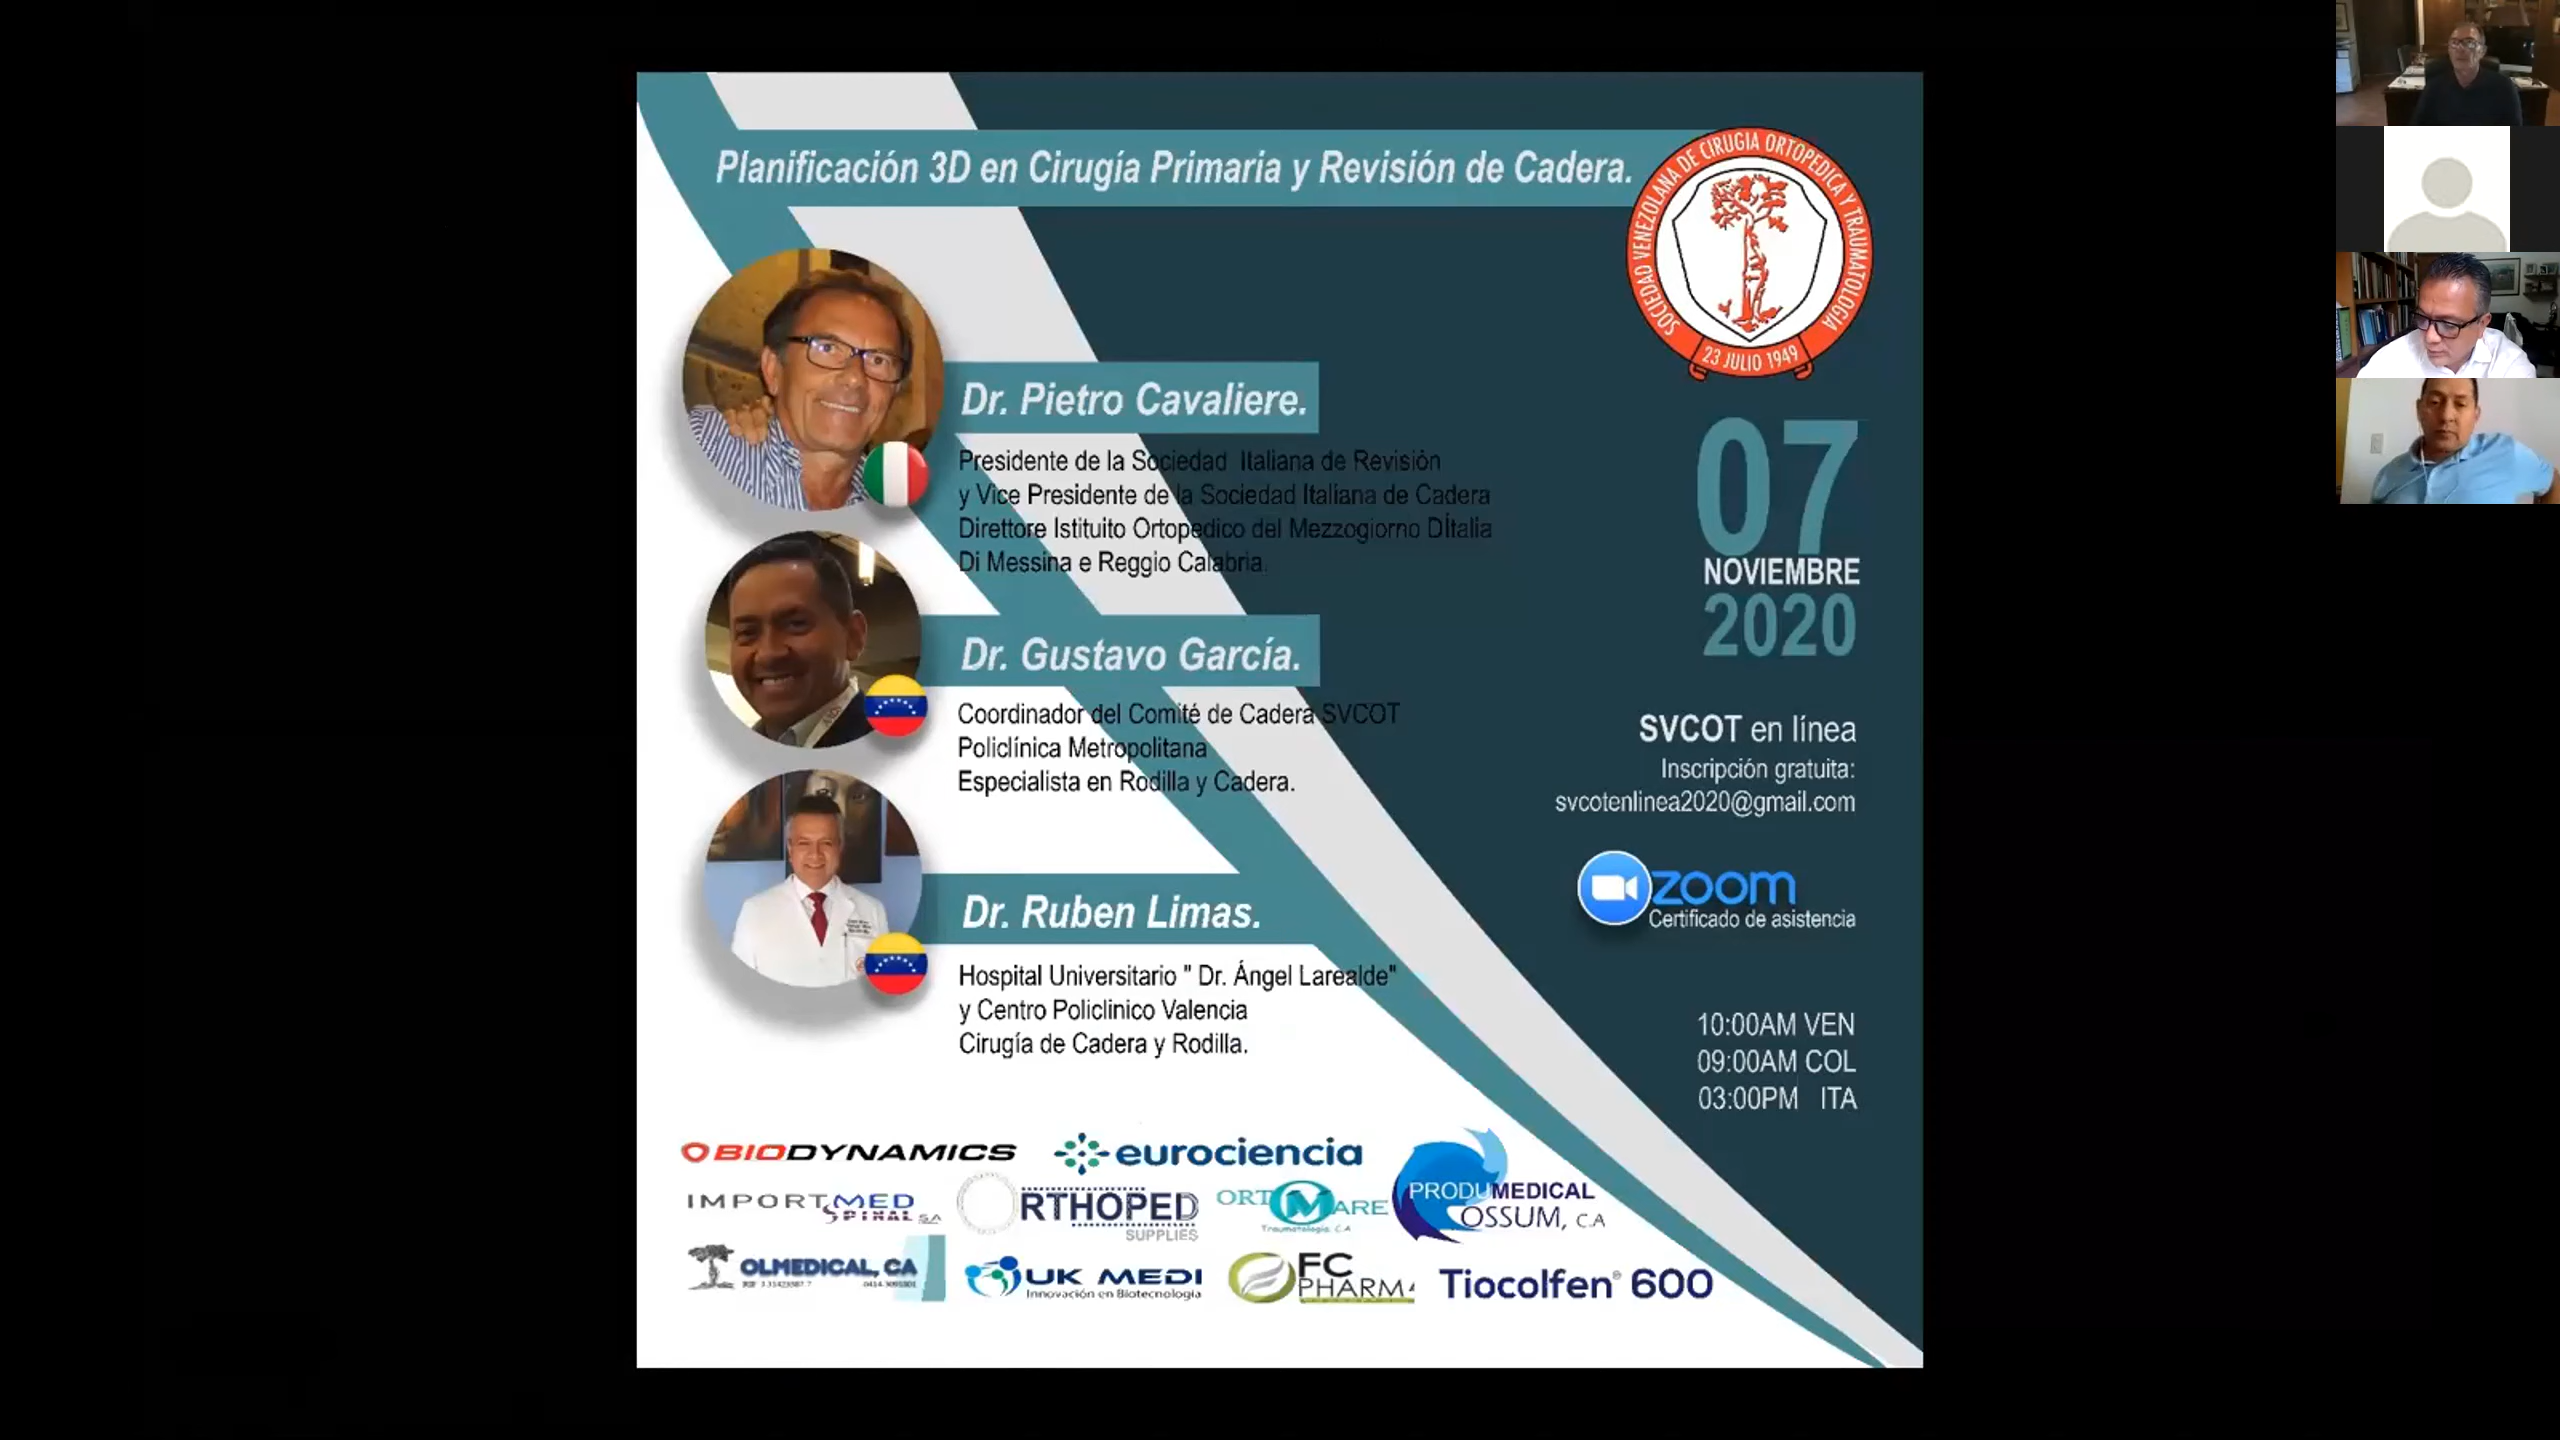 Planificación 3D en Cirugía Primaria y Revisión de Cadera.
SOCIEDAD VENEZOLANA DE CIRUGIA ORTOPEDICA Y TRAUMATOLOGIA
23 JULIO 1949
Dr. Pietro Cavaliere.
Presidente de la Sociedad Italiana de Revisión
y Vice Presidente de la Sociedad Italiana de Cadera
Direttore Istituito Ortopedico del Mezzogiorno Dítalia
Di Messina e Reggio Calabria.
Dr. Gustavo García.
Coordinador del Comité de Cadera SVCOT
Policlínica Metropolitana
Especialista en Rodilla y Cadera.
Dr. Ruben Limas.
Hospital Universitario " Dr. Ángel Larealde"
y Centro Policlinico Valencia
Cirugía de Cadera y Rodilla.
07
NOVIEMBRE
2020
SVCOT en línea
Inscripción gratuita:
svcotenlinea2020@gmail.com
zoom
Certificado de asistencia
10:00AM VEN
09:00AM COL
03:00PM ITA
BIODYNAMICS
eurociencia
IMPORTMED
SPINAL SA
ORTHOPED
SUPPLIES
ORTOMARE
Traumatología, C.A
PRODUMEDICAL
OSSUM, C.A
OLMEDICAL, CA
UK MEDI
Innovación en Biotecnología
FC
PHARMA
Tiocolfen® 600